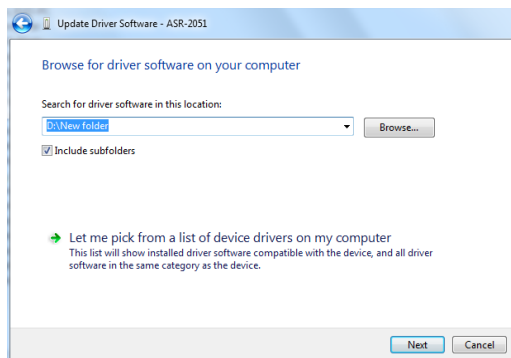 Update Driver Software - ASR-2051
Browse for driver software on your computer
Search for driver software in this location:
D:\New folder
Browse...
Include subfolders
Let me pick from a list of device drivers on my computer
This list will show installed driver software compatible with the device, and all driver
software in the same category as the device.
Next Cancel